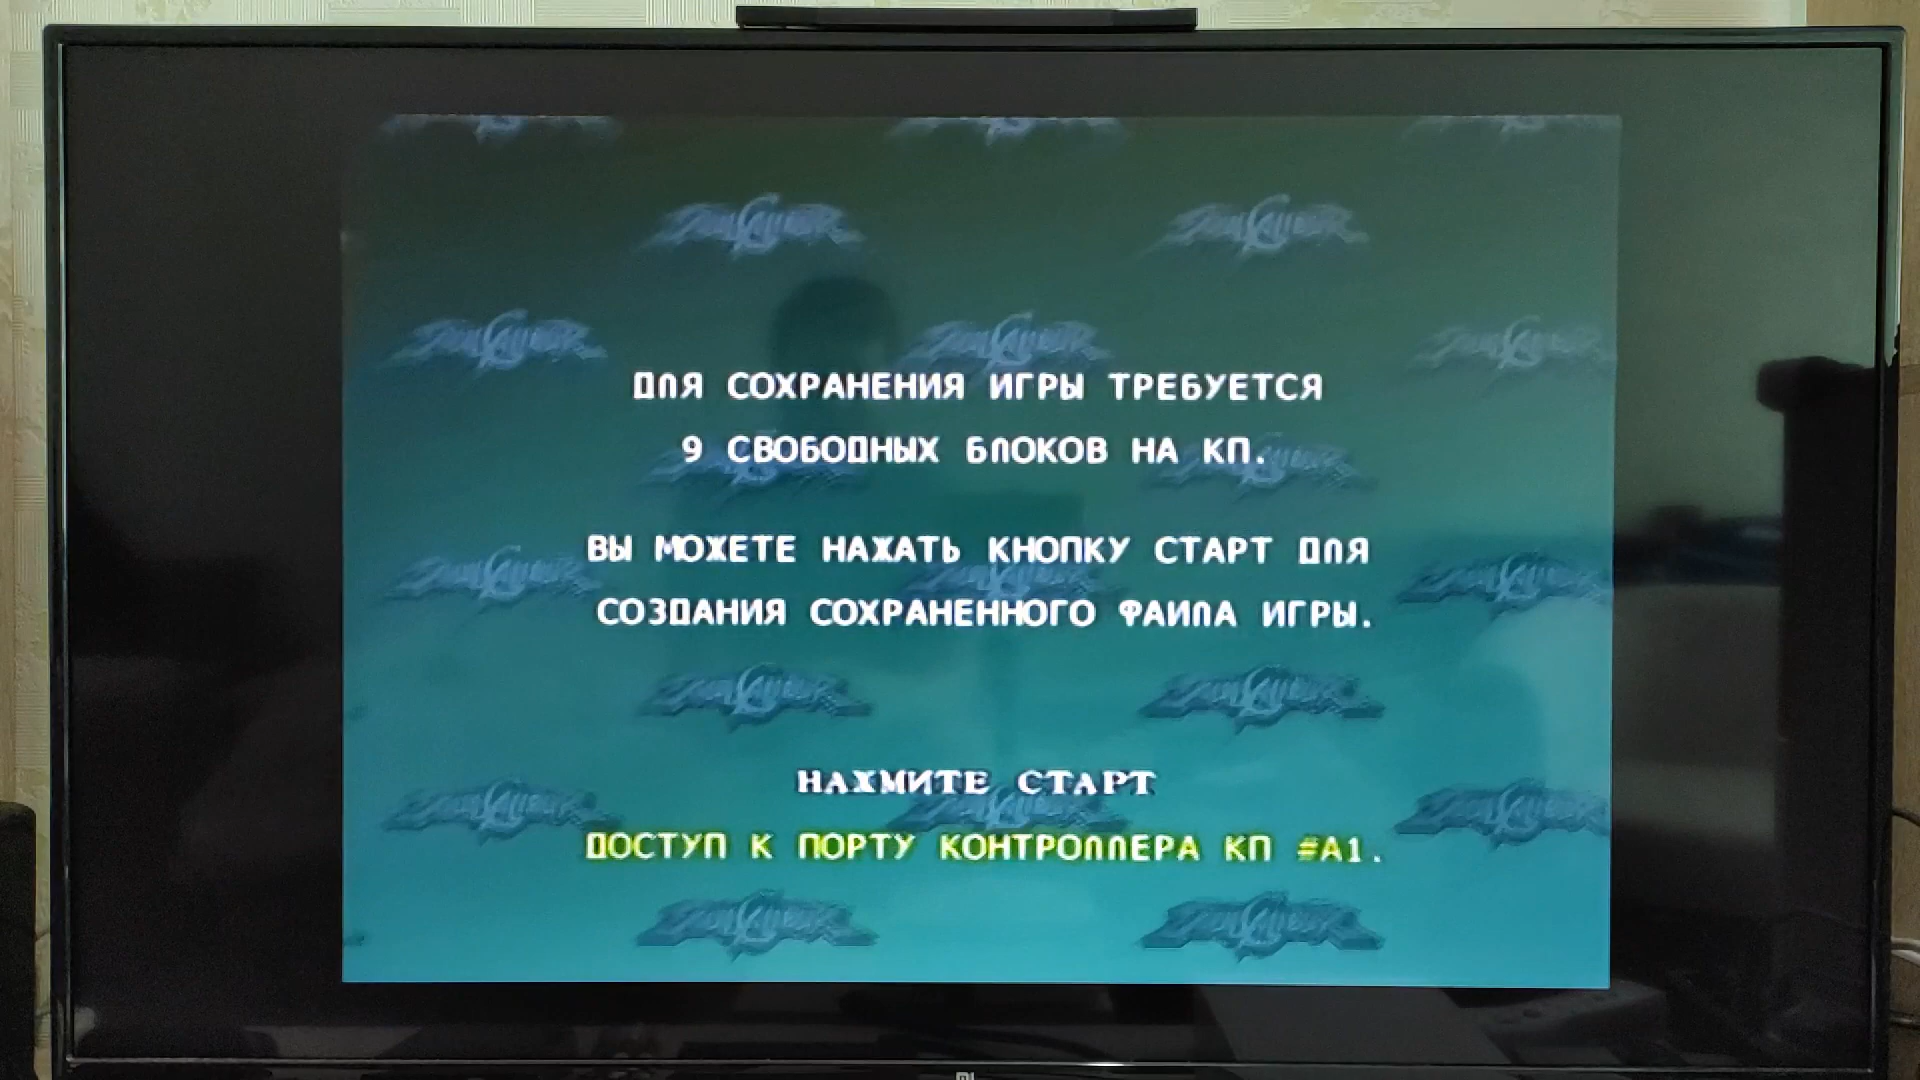 ДЛЯ СОХРАНЕНИЯ ИГРЫ ТРЕБУЕТСЯ
9 СВОБОДНЫХ БЛОКОВ НА КП.
ВЫ МОЖЕТЕ НАХАТЬ КНОПКУ СТАРТ ДЛЯ
СОЗДАНИЯ СОХРАНЕННОГО ФАИЛА ИГРЫ.
НАХМИТЕ СТАРТ
ДОСТУП К ПОРТУ КОНТРОЛЛЕРА КП #A1.